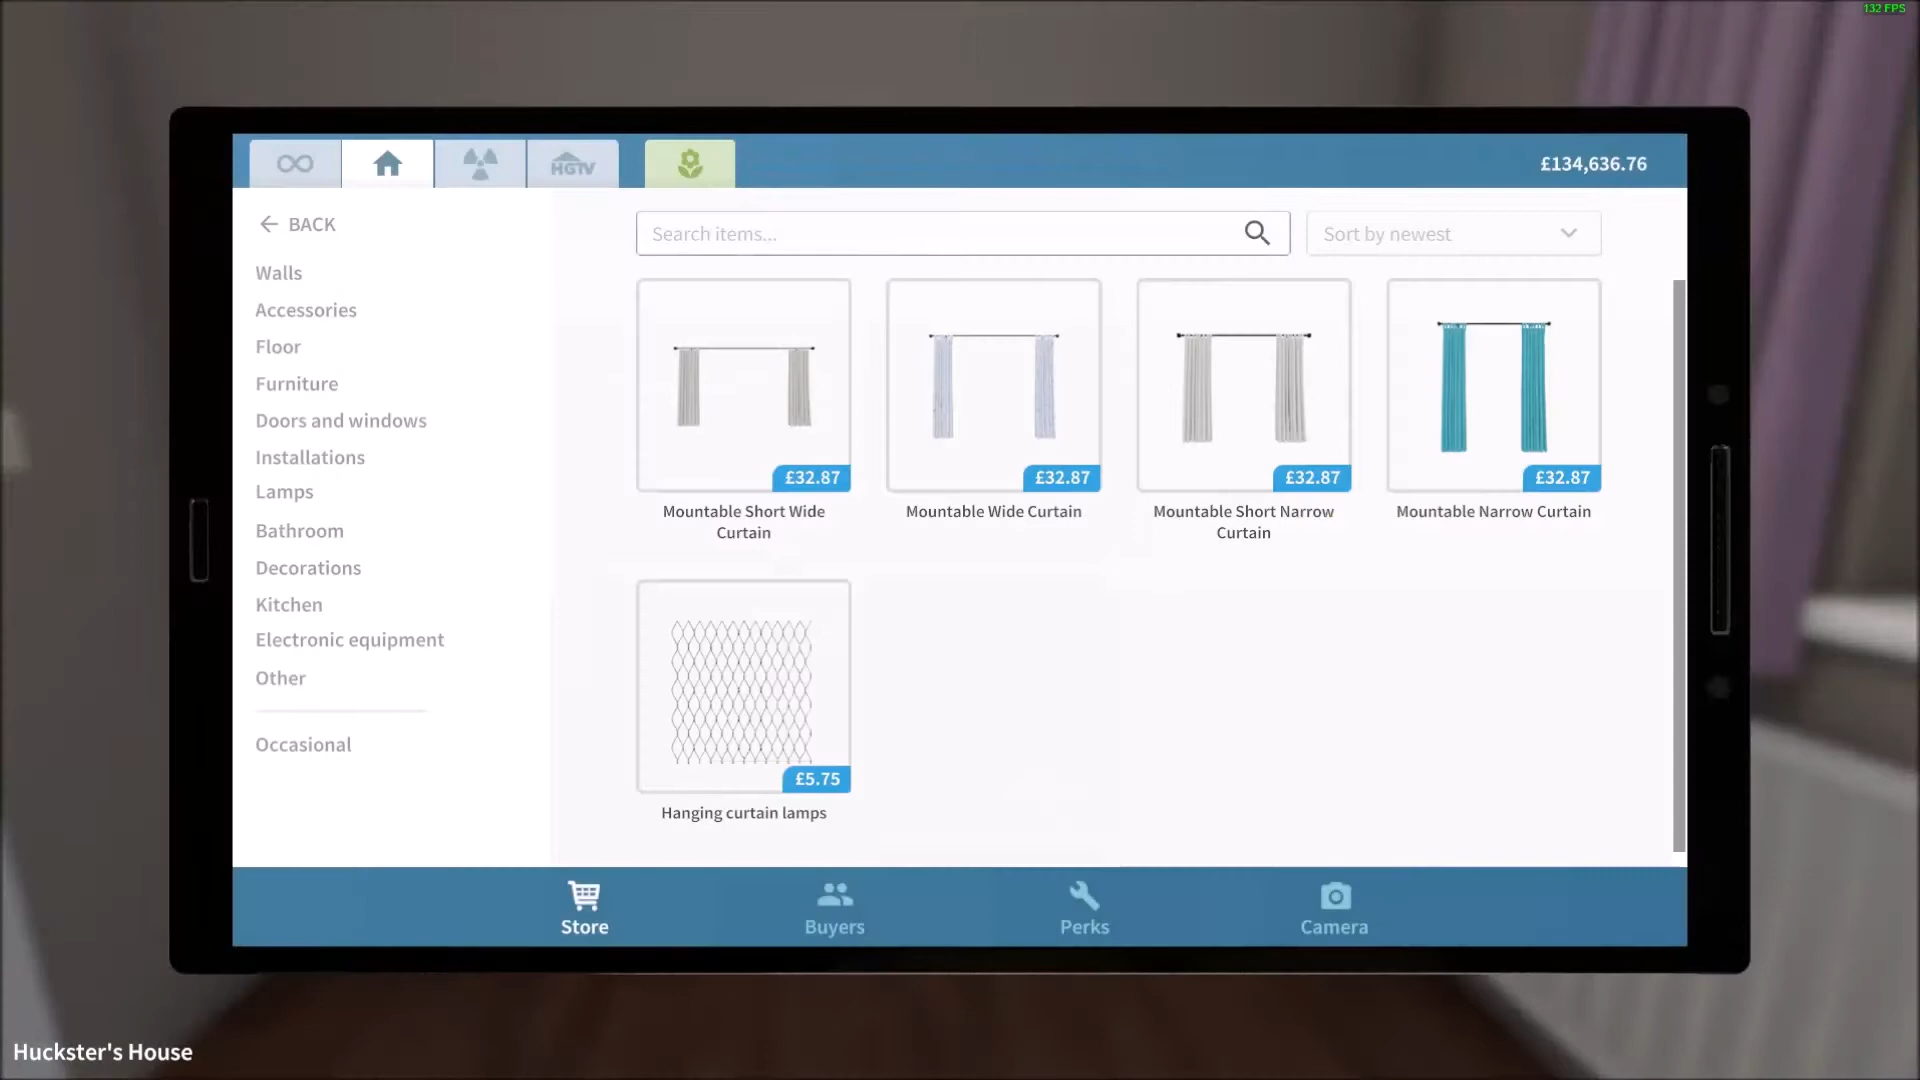 132 FPS
HGTV
£134,636.76
BACK
Search items...
Sort by newest
Walls
Accessories
Floor
Furniture
Doors and windows
Installations
Lamps
Bathroom
Decorations
Kitchen
Electronic equipment
Other
Occasional
£32.87
£32.87
£32.87
£32.87
Mountable Short Wide
Curtain
Mountable Wide Curtain
Mountable Short Narrow
Curtain
Mountable Narrow Curtain
£5.75
Hanging curtain lamps
Store
Buyers
Perks
Camera
Huckster's House